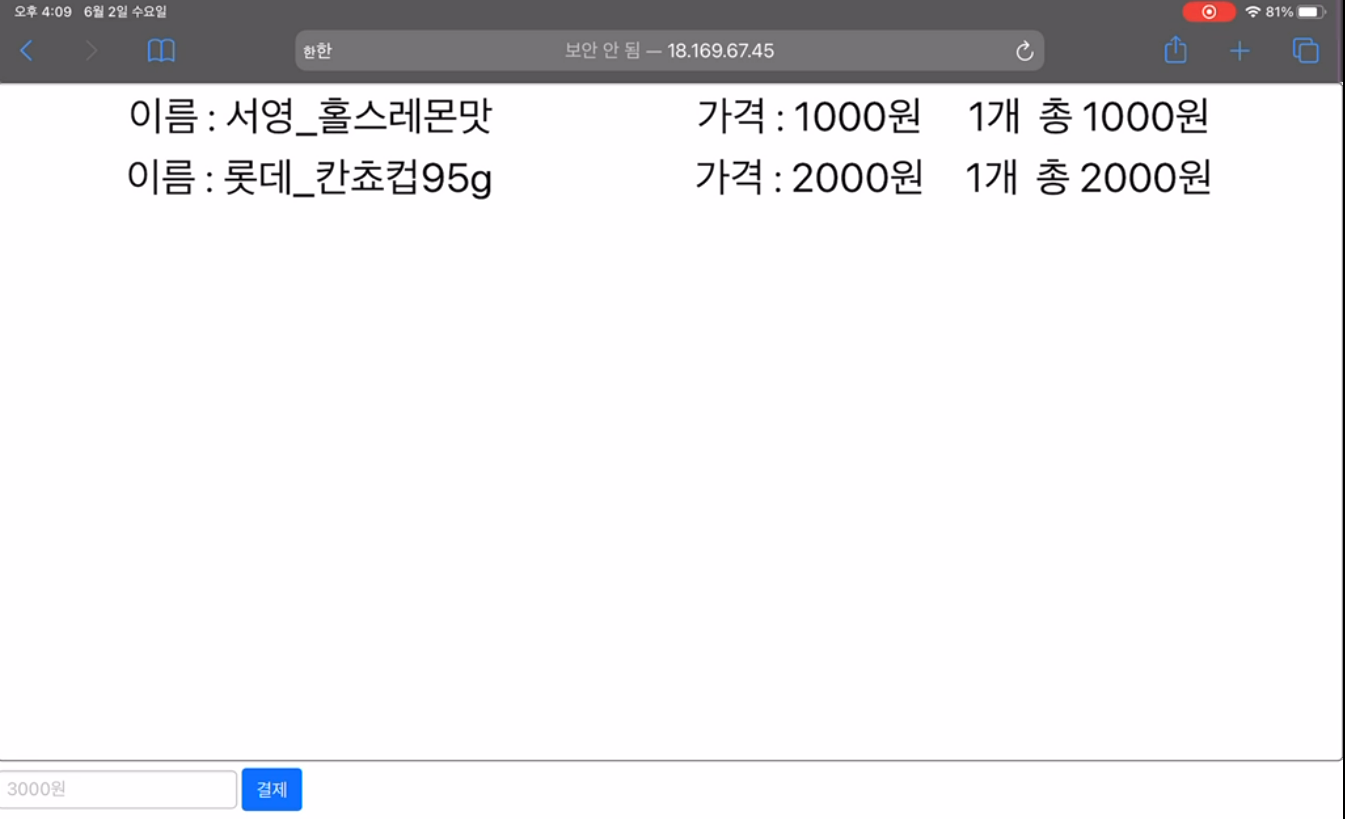 오후 4:09 6월 2일 수요일 81%
한한 보안 안 됨 — 18.169.67.45
이름 : 서영_홀스레몬맛 가격 : 1000원 1개 총 1000원
이름 : 롯데_칸쵸컵95g 가격 : 2000원 1개 총 2000원
3000원 결제